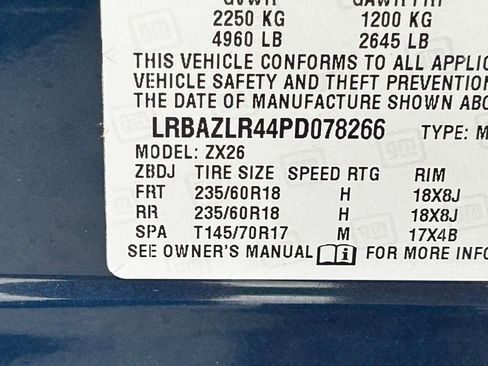 GVWR GAWR FRT
2250 KG 1200 KG
4960 LB 2645 LB
THIS VEHICLE CONFORMS TO ALL APPLIC
VEHICLE SAFETY AND THEFT PREVENTION
THE DATE OF MANUFACTURE SHOWN ABO
LRBAZLR44PD078266 TYPE: M
MODEL: ZX26
ZBDJ TIRE SIZE SPEED RTG RIM
FRT 235/60R18 H 18X8J
RR 235/60R18 H 18X8J
SPA T145/70R17 M 17X4B
SEE OWNER'S MANUAL i FOR MORE INFO